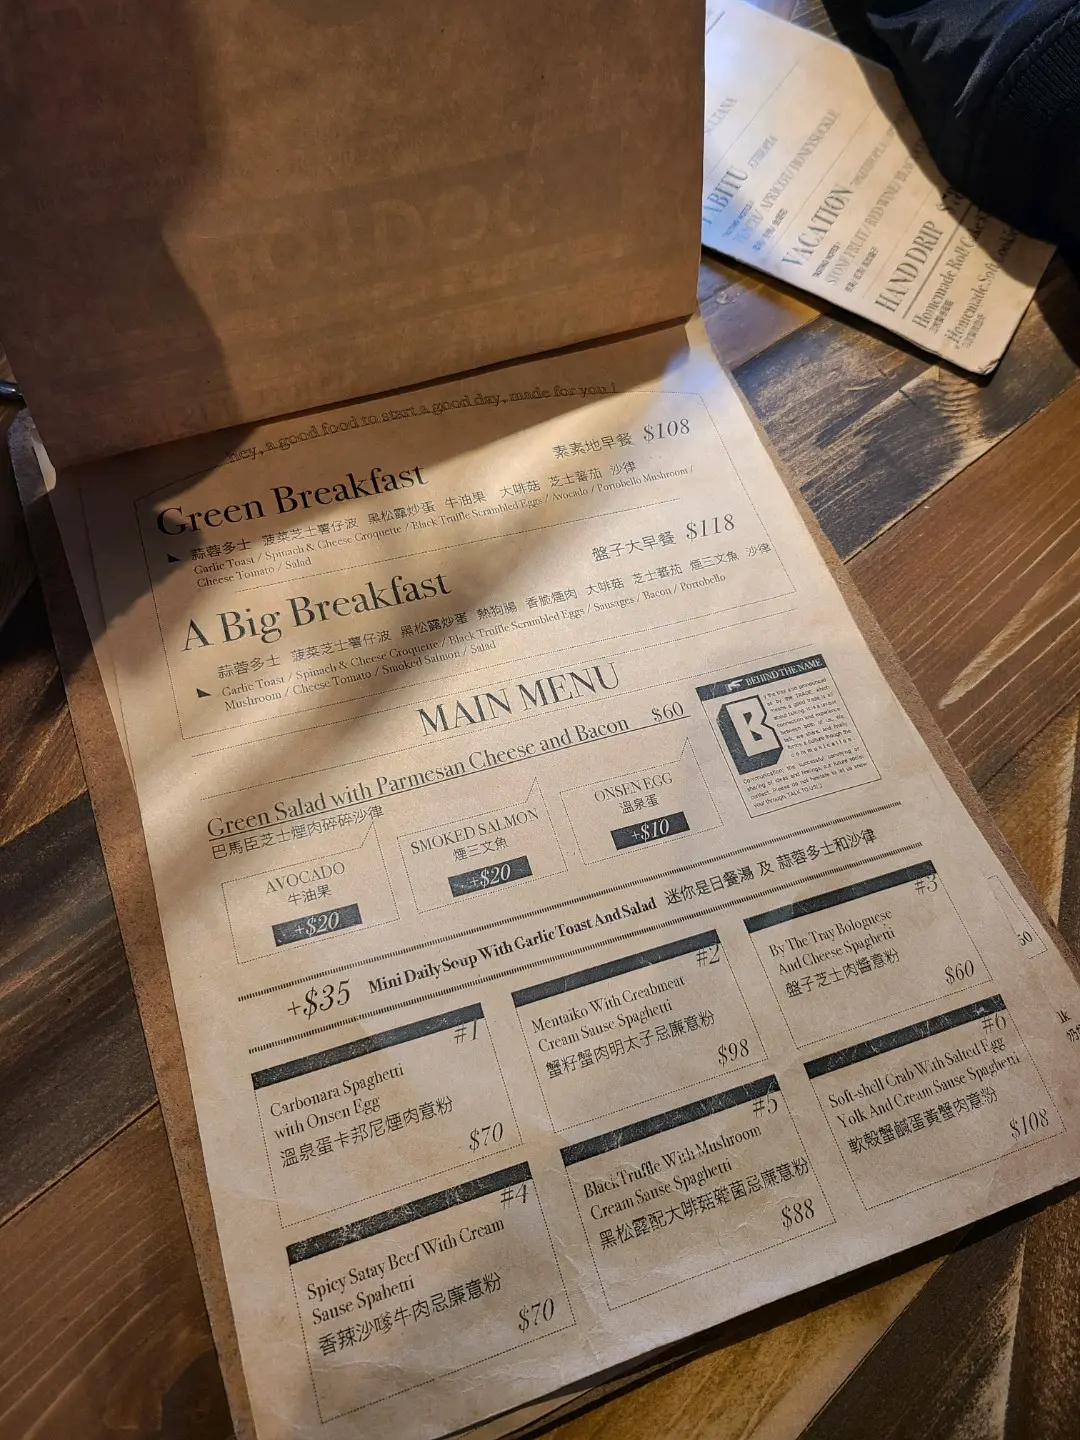 hey, a good food to start a good day, made for you !
Green Breakfast
素素地早餐 $108
蒜蓉多士 菠菜芝士薯仔波 黑松露炒蛋 牛油果 大啡菇 芝士蕃茄 沙律
Garlic Toast / Spinach & Cheese Croquette / Black Truffle Scrambled Eggs / Avocado / Portobello Mushroom /
Cheese Tomato / Salad
A Big Breakfast
盤子大早餐 $118
蒜蓉多士 菠菜芝士薯仔波 黑松露炒蛋 熱狗腸 香脆煙肉 大啡菇 芝士蕃茄 煙三文魚 沙律
Garlic Toast / Spinach & Cheese Croquette / Black Truffle Scrambled Eggs / Sausages / Bacon / Portobello
Mushroom / Cheese Tomato / Smoked Salmon / Salad
MAIN MENU
Green Salad with Parmesan Cheese and Bacon $60
巴馬臣芝士煙肉碎碎沙律
AVOCADO
牛油果
+$20
SMOKED SALMON
煙三文魚
+$20
ONSEN EGG
溫泉蛋
+$10
BEHIND THE NAME
B
+$35 Mini Daily Soup With Garlic Toast And Salad 迷你是日餐湯 及 蒜蓉多士和沙律
#1
Carbonara Spaghetti
with Onsen Egg
溫泉蛋卡邦尼煙肉意粉
$70
#2
Mentaiko With Creabmeat
Cream Sause Spaghetti
蟹籽蟹肉明太子忌廉意粉
$98
#3
By The Tray Bolognese
And Cheese Spaghetti
盤子芝士肉醬意粉
$60
#4
Spicy Satay Beef With Cream
Sause Spahetti
香辣沙嗲牛肉忌廉意粉
$70
#5
Black Truffle With Mushroom
Cream Sause Spaghetti
黑松露配大啡菇雜菌忌廉意粉
$88
#6
Soft-shell Crab With Salted Egg
Yolk And Cream Sause Spaghetti
軟殼蟹鹹蛋黃蟹肉意粉
$108
50
VACATION
STONE FRUIT / RED WINE/
HAND DRIP
Homemade Roll
Homemade Soft